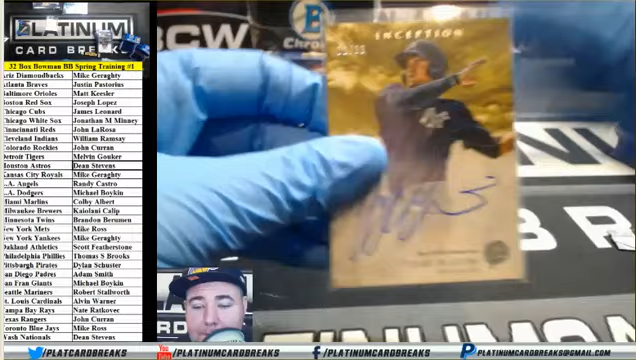 PLATINUM
CARD BREAK
32 Box Bowman BB Spring Training #1
Ariz Diamondbacks Mike Geraghty
Atlanta Braves Justin Pastorius
Baltimore Orioles Matt Keesler
Boston Red Sox Joseph Lopez
Chicago Cubs James Leonard
Chicago White Sox Jonathan M Minney
Cincinnati Reds John LaRosa
Cleveland Indians William Ramsay
Colorado Rockies John Curran
Detroit Tigers Melvin Gouker
Houston Astros Dean Stevens
Kansas City Royals Mike Geraghty
L.A. Angels Randy Castro
L.A. Dodgers Michael Boykin
Miami Marlins Colby Albert
Milwaukee Brewers Kaiolani Calip
Minnesota Twins Brandon Berumen
New York Mets Mike Ross
New York Yankees Mike Geraghty
Oakland Athletics Scott Featherstone
Philadelphia Phillies Thomas S Brooks
Pittsburgh Pirates Dylan Schuster
San Diego Padres Adam Smith
San Fran Giants Michael Boykin
Seattle Mariners Robert Stallworth
St. Louis Cardinals Alvin Warner
Tampa Bay Rays Nate Ratkover
Texas Rangers John Curran
Toronto Blue Jays Mike Ross
Wash Nationals Dean Stevens
BCW
INCEPTION
/PLATCARDBREAKS
You Tube /PLATINUMCARDBREAKS
/PLATINUMCARDBREAKS
PLATINUMCARDBREAKS@GMAIL.COM